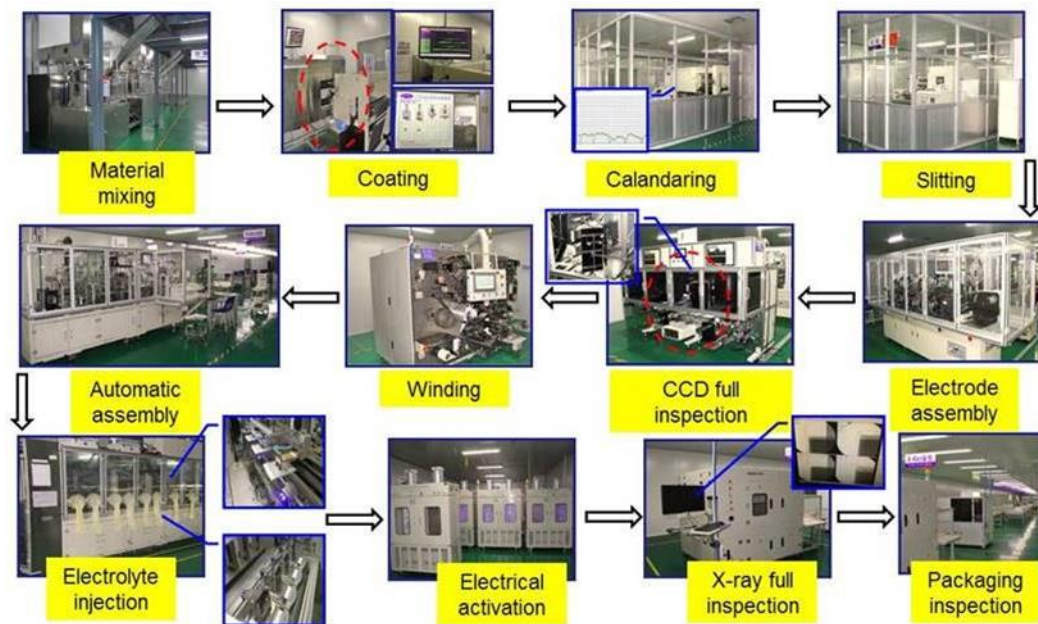 Material
mixing
Coating
Calandaring
Slitting
Electrode
assembly
CCD full
inspection
Winding
Automatic
assembly
Electrolyte
injection
Electrical
activation
X-ray full
inspection
Packaging
inspection